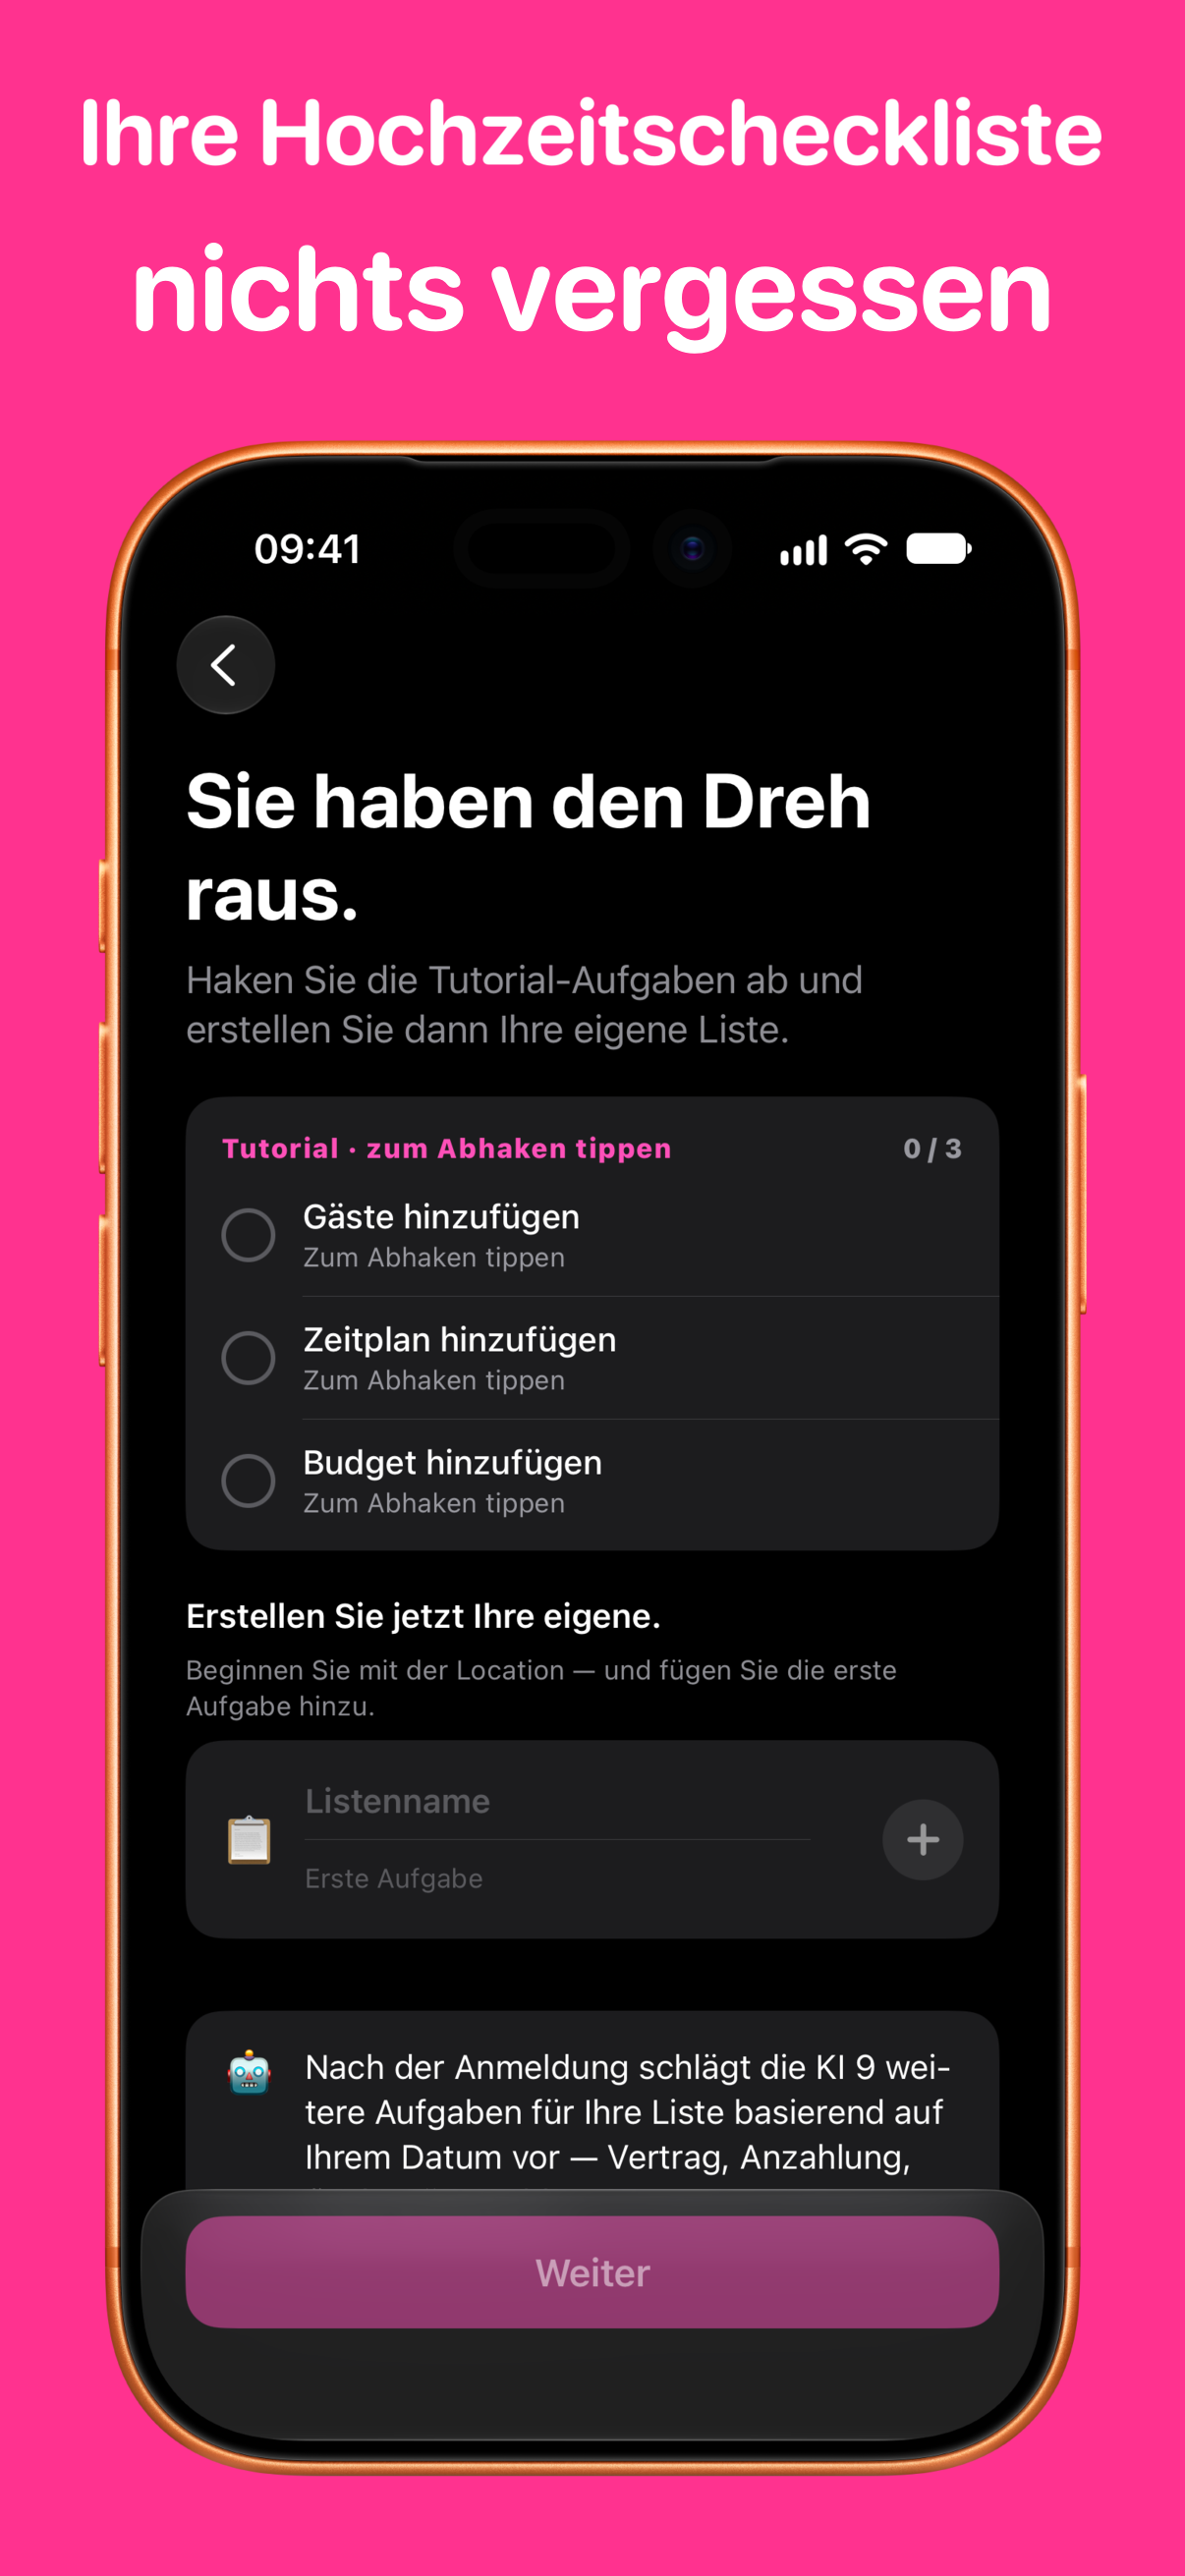 Ihre Hochzeitscheckliste
nichts vergessen
09:41
Sie haben den Dreh
raus.
Haken Sie die Tutorial-Aufgaben ab und
erstellen Sie dann Ihre eigene Liste.
Tutorial · zum Abhaken tippen 0 / 3
Gäste hinzufügen
Zum Abhaken tippen
Zeitplan hinzufügen
Zum Abhaken tippen
Budget hinzufügen
Zum Abhaken tippen
Erstellen Sie jetzt Ihre eigene.
Beginnen Sie mit der Location — und fügen Sie die erste
Aufgabe hinzu.
Listenname
Erste Aufgabe
Nach der Anmeldung schlägt die KI 9 wei-
tere Aufgaben für Ihre Liste basierend auf
Ihrem Datum vor — Vertrag, Anzahlung,
Weiter